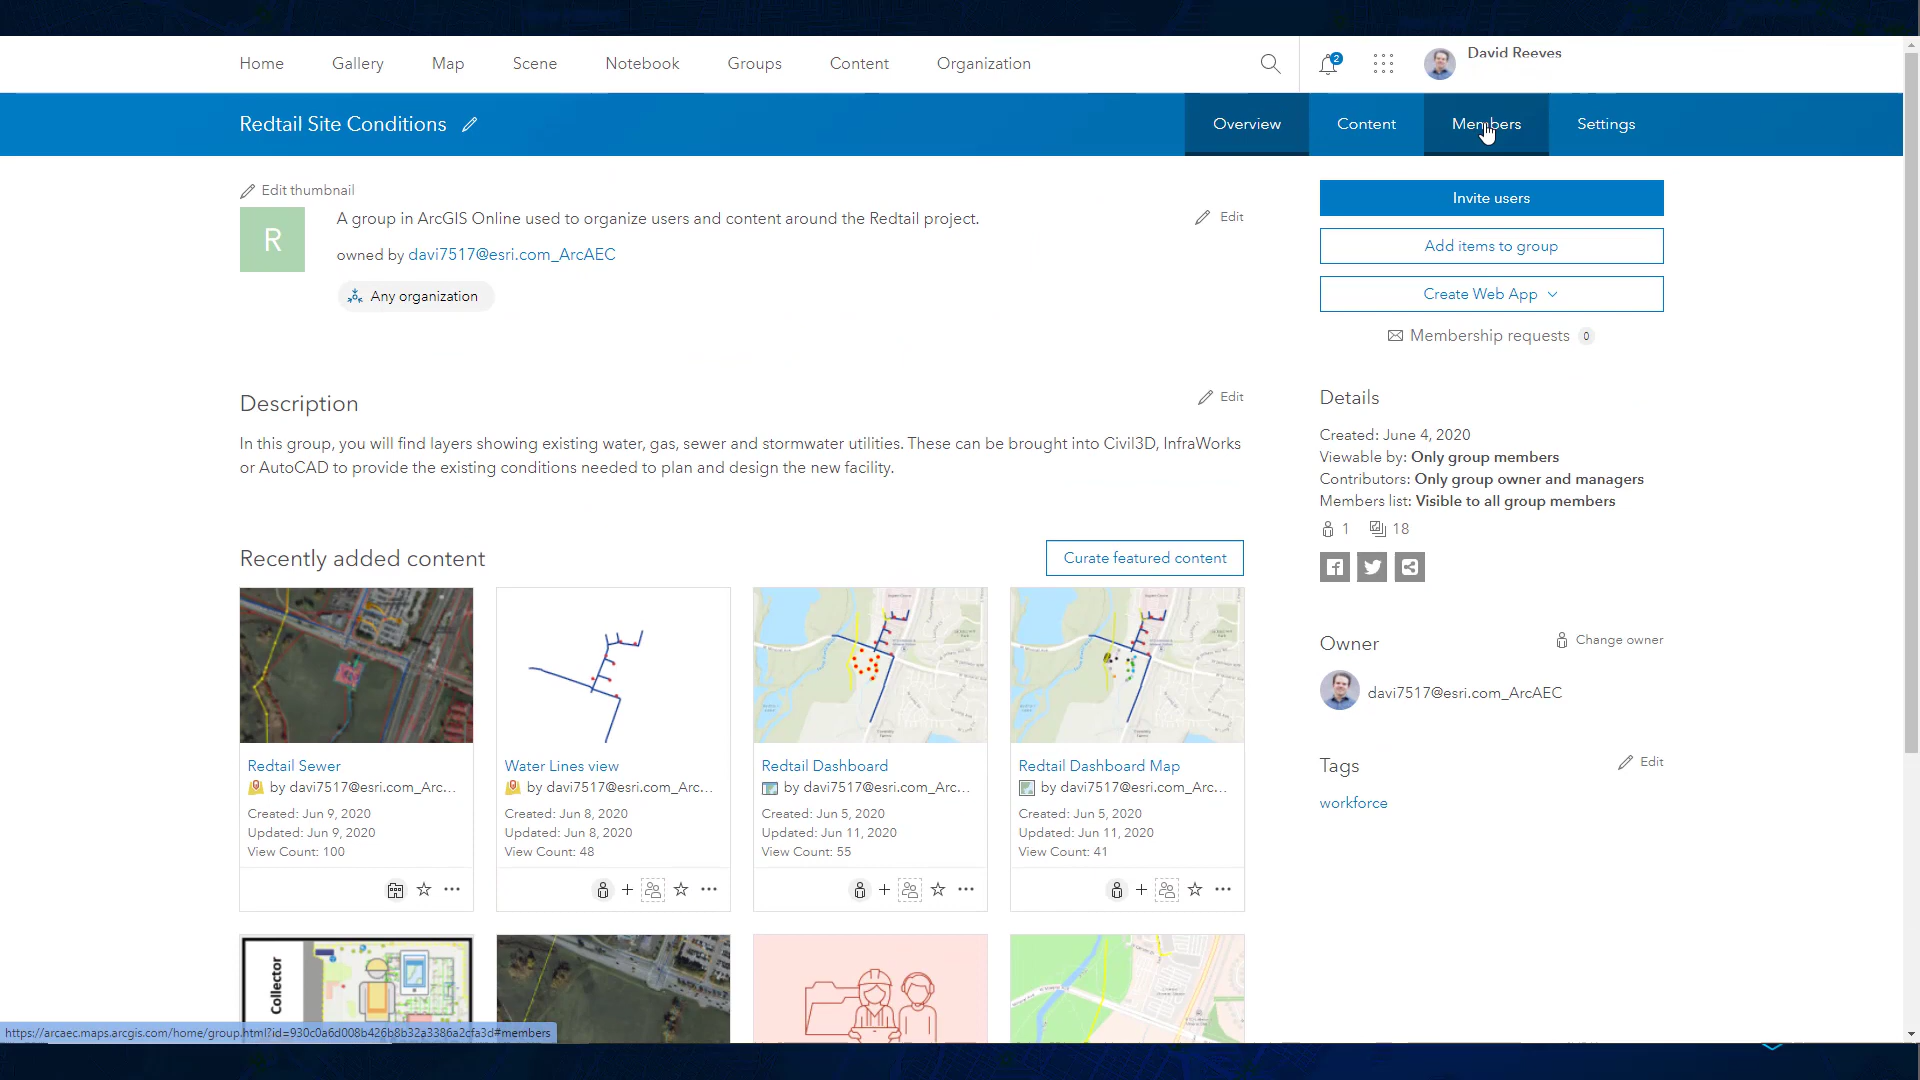 Home Gallery Map Scene Notebook Groups Content Organization
2
David Reeves
Redtail Site Conditions
Overview Content Members Settings
Edit thumbnail
R
A group in ArcGIS Online used to organize users and content around the Redtail project.
Edit
owned by davi7517@esri.com_ArcAEC
Any organization
Invite users
Add items to group
Create Web App
Membership requests 0
Description
Edit
In this group, you will find layers showing existing water, gas, sewer and stormwater utilities. These can be brought into Civil3D, InfraWorks
or AutoCAD to provide the existing conditions needed to plan and design the new facility.
Details
Created: June 4, 2020
Viewable by: Only group members
Contributors: Only group owner and managers
Members list: Visible to all group members
1 18
Recently added content
Curate featured content
Redtail Sewer
by davi7517@esri.com_Arc...
Created: Jun 9, 2020
Updated: Jun 9, 2020
View Count: 100
Water Lines view
by davi7517@esri.com_Arc...
Created: Jun 8, 2020
Updated: Jun 8, 2020
View Count: 48
Redtail Dashboard
by davi7517@esri.com_Arc...
Created: Jun 5, 2020
Updated: Jun 11, 2020
View Count: 55
Redtail Dashboard Map
by davi7517@esri.com_Arc...
Created: Jun 5, 2020
Updated: Jun 11, 2020
View Count: 41
Owner
Change owner
davi7517@esri.com_ArcAEC
Tags
Edit
workforce
Collector
https://arcaec.maps.arcgis.com/home/group.html?id=930c0a6d008b426b8b32a3386a2cfa3d#members